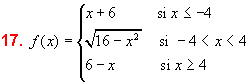 17. f(x) = { x + 6 si x ≤ −4
√(16 − x²) si −4 < x < 4
6 − x si x ≥ 4